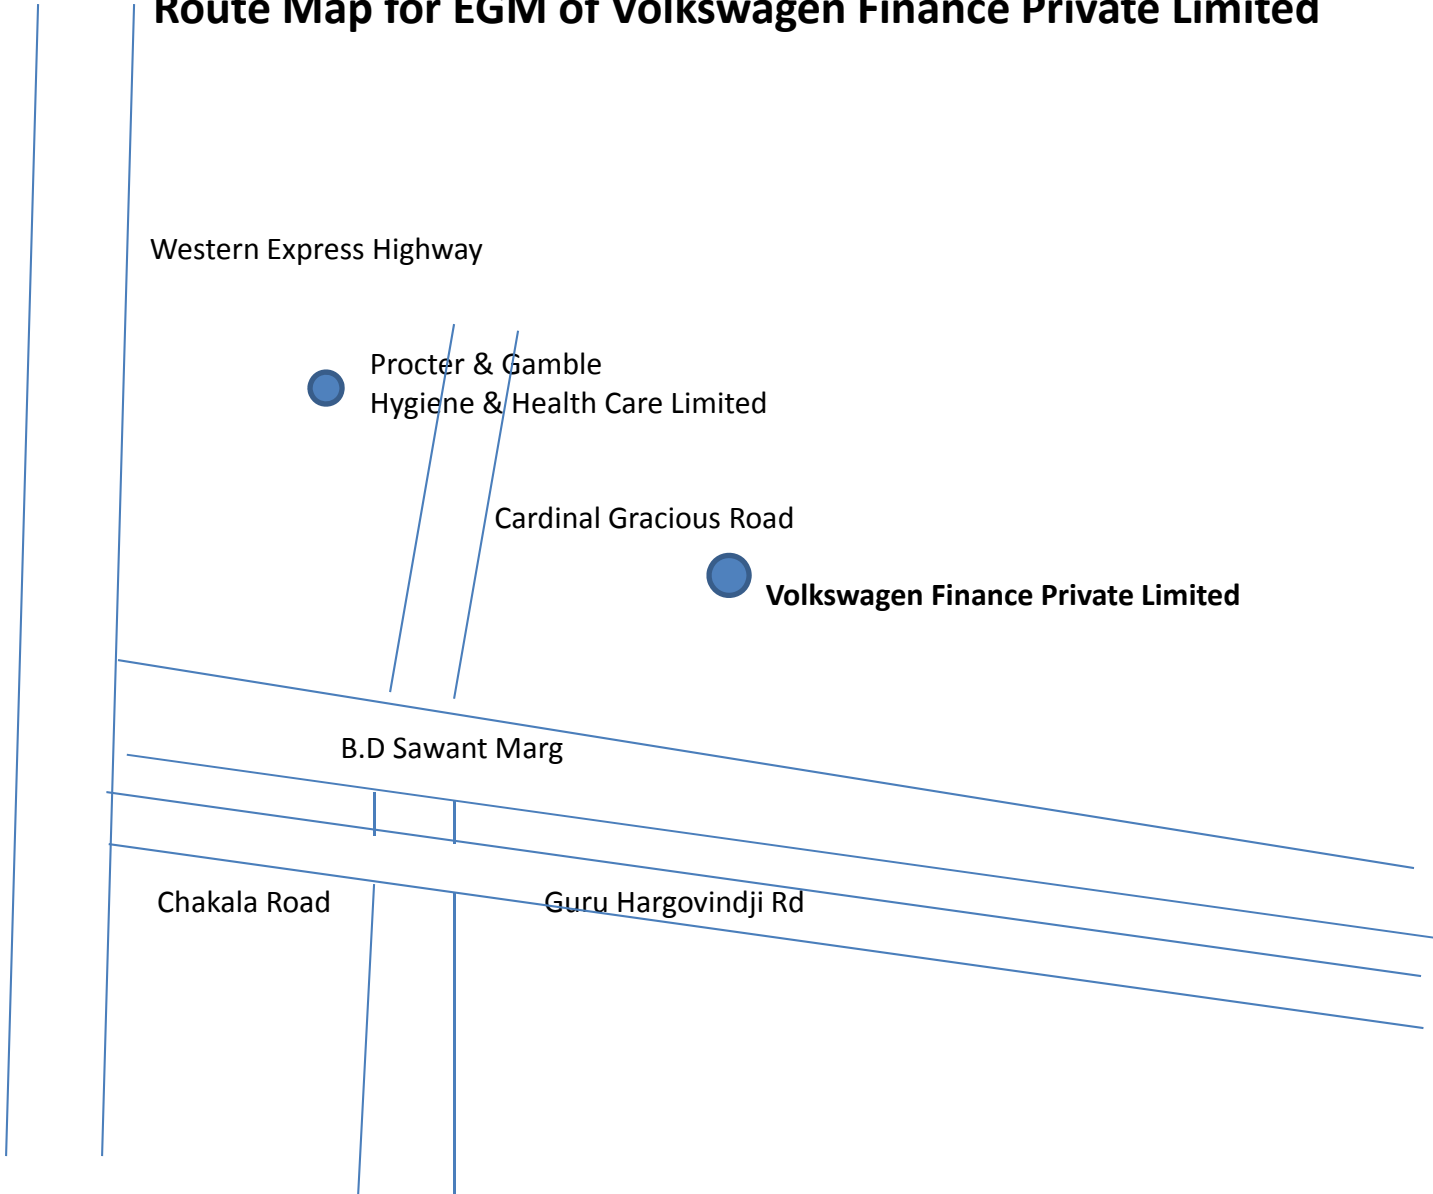 Route Map for EGM of Volkswagen Finance Private Limited
Western Express Highway
Procter & Gamble
Hygiene & Health Care Limited
Cardinal Gracious Road
Volkswagen Finance Private Limited
B.D Sawant Marg
Chakala Road
Guru Hargovindji Rd